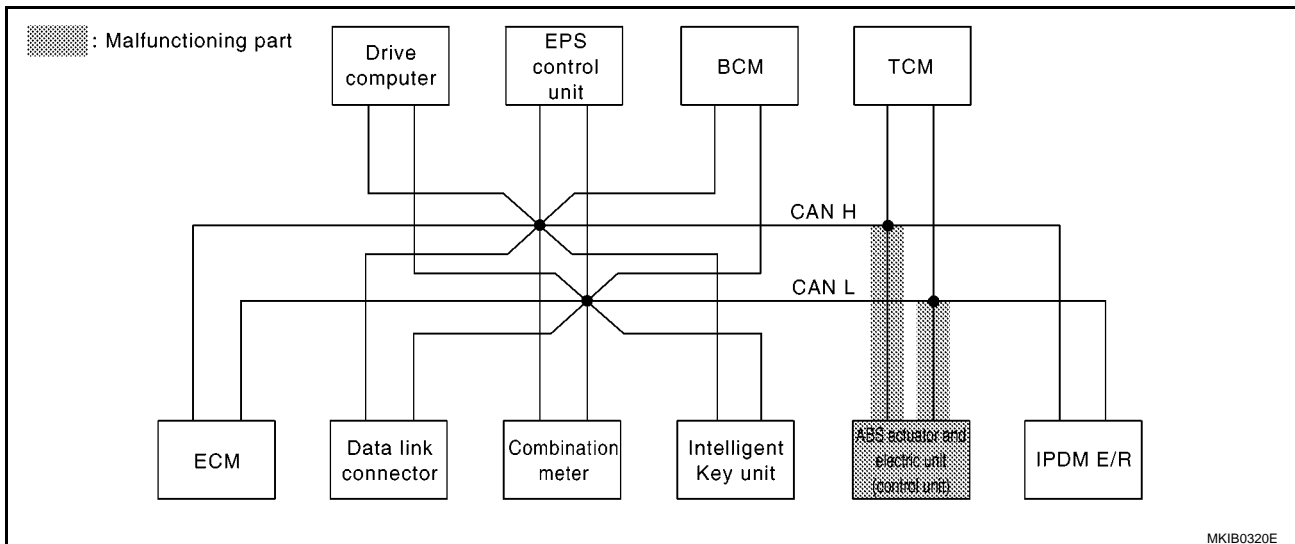 : Malfunctioning part
Drive
computer
EPS
control
unit
BCM
TCM
CAN H
CAN L
ECM
Data link
connector
Combination
meter
Intelligent
Key unit
ABS actuator and
electric unit
(control unit)
IPDM E/R
MKIB0320E